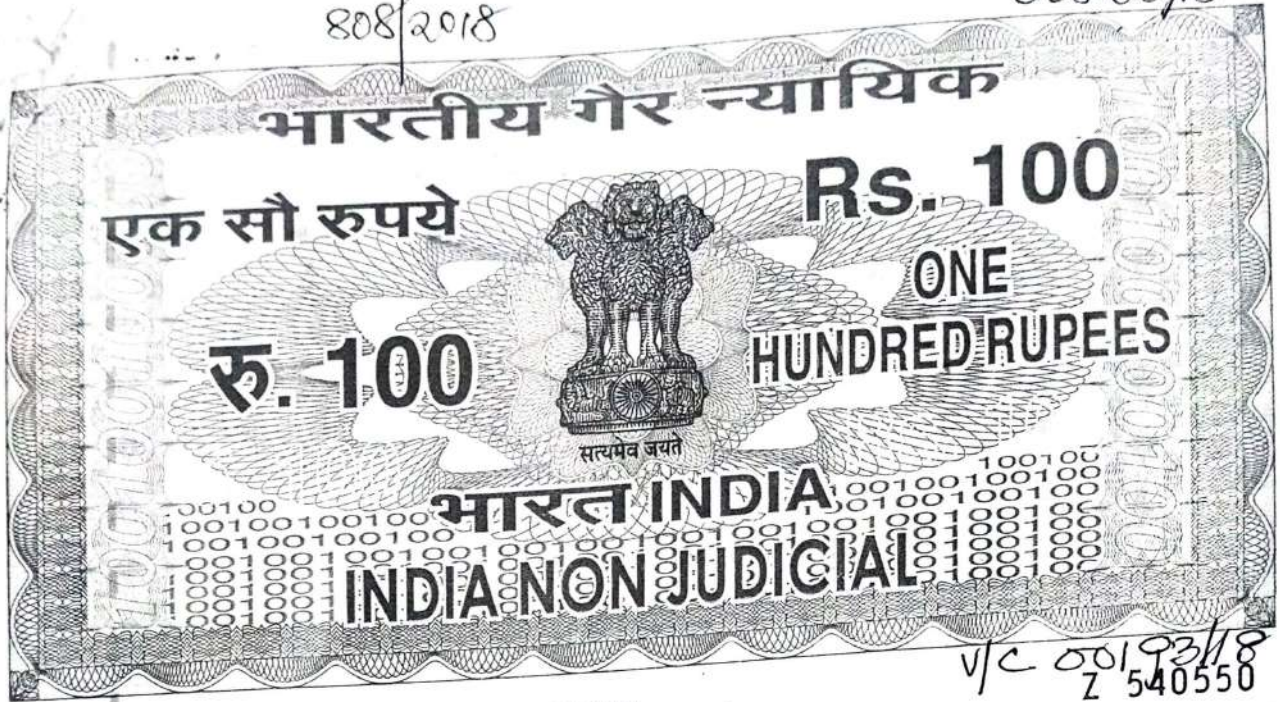 808/2018
भारतीय गैर न्यायिक
एक सौ रुपये
Rs. 100
रु. 100
ONE
HUNDRED RUPEES
सत्यमेव जयते
भारत INDIA
INDIA NON JUDICIAL
V/C 00193/18
Z 540550